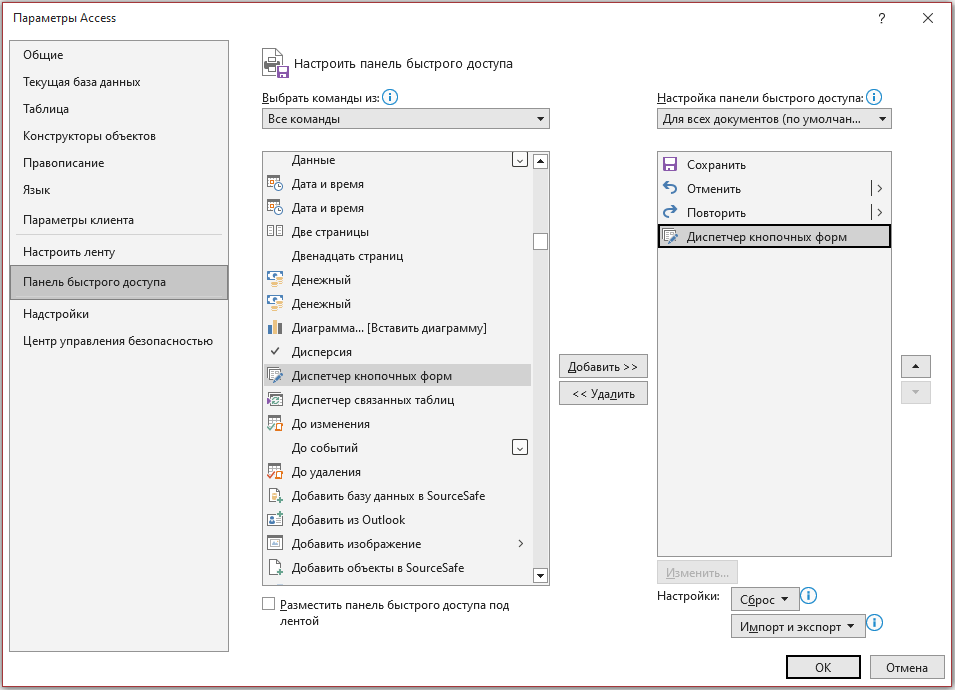 Параметры Access
?
Общие
Текущая база данных
Таблица
Конструкторы объектов
Правописание
Язык
Параметры клиента
Настроить ленту
Панель быстрого доступа
Надстройки
Центр управления безопасностью
Настроить панель быстрого доступа
Выбрать команды из:
Все команды
Данные
Дата и время
Дата и время
Две страницы
Двенадцать страниц
Денежный
Денежный
Диаграмма... [Вставить диаграмму]
Дисперсия
Диспетчер кнопочных форм
Диспетчер связанных таблиц
До изменения
До событий
До удаления
Добавить базу данных в SourceSafe
Добавить из Outlook
Добавить изображение
Добавить объекты в SourceSafe
Разместить панель быстрого доступа под
лентой
Добавить >>
<< Удалить
Настройка панели быстрого доступа:
Для всех документов (по умолчан...
Сохранить
Отменить
Повторить
Диспетчер кнопочных форм
Изменить...
Настройки:
Сброс
Импорт и экспорт
ОК
Отмена